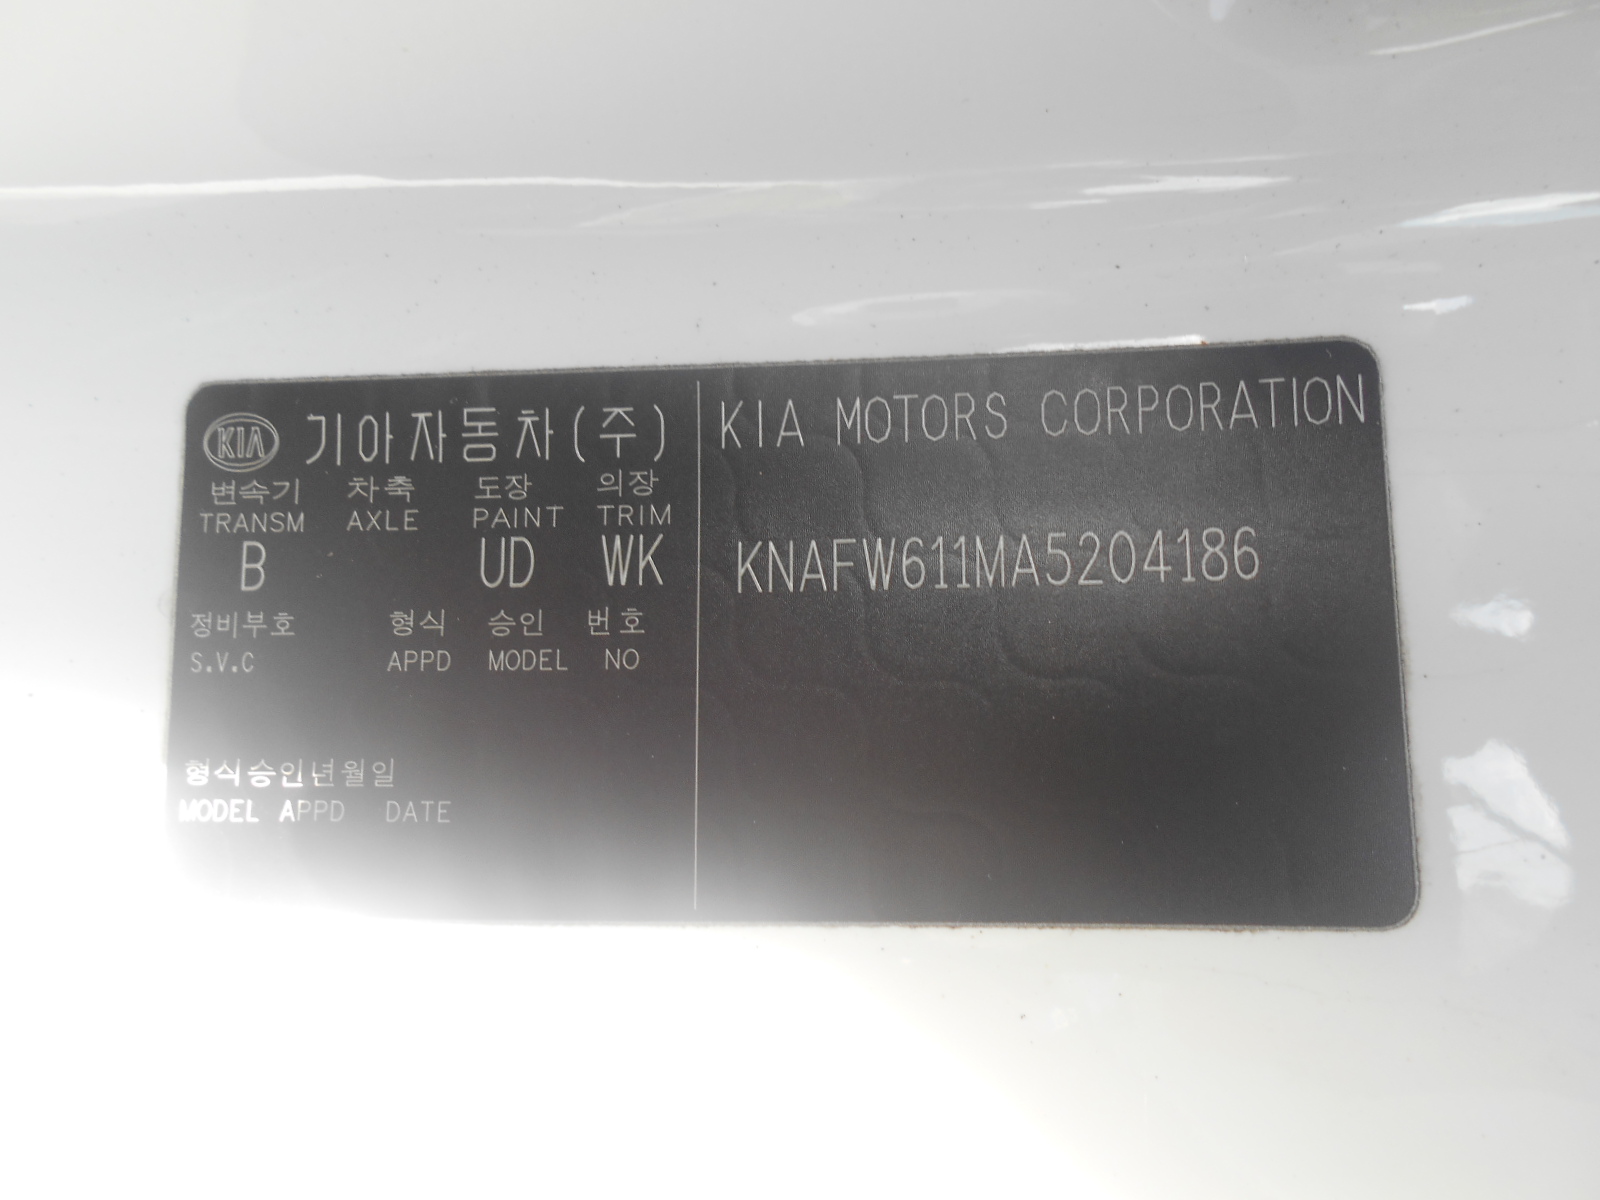 KIA 기아자동차(주)
변속기 차축 도장 의장
TRANSM AXLE PAINT TRIM
B UD WK
정비부호 형식 승인 번호
S.V.C APPD MODEL NO
형식승인년월일
MODEL APPD DATE
KIA MOTORS CORPORATION
KNAFW611MA5204186